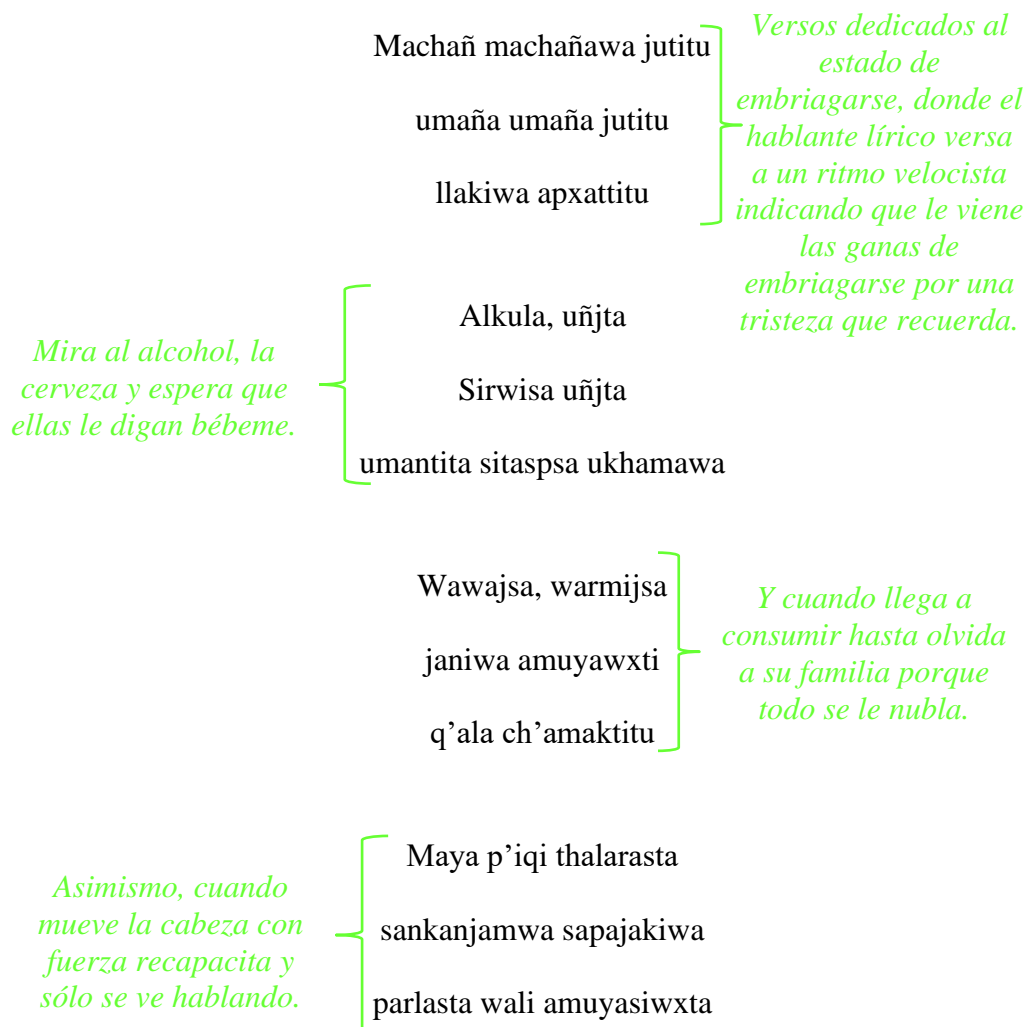 Machañ machañawa jutitu
umaña umaña jutitu
llakiwa apxattitu
Versos dedicados al
estado de
embriagarse, donde el
hablante lírico versa
a un ritmo velocista
indicando que le viene
las ganas de
embriagarse por una
tristeza que recuerda.
Mira al alcohol, la
cerveza y espera que
ellas le digan bébeme.
Alkula, uñjta
Sirwisa uñjta
umantita sitaspsa ukhamawa
Wawajsa, warmijsa
janiwa amuyawxti
q’ala ch’amaktitu
Y cuando llega a
consumir hasta olvida
a su familia porque
todo se le nubla.
Asimismo, cuando
mueve la cabeza con
fuerza recapacita y
sólo se ve hablando.
Maya p’iqi thalarasta
sankanjamwa sapajakiwa
parlasta wali amuyasiwxta